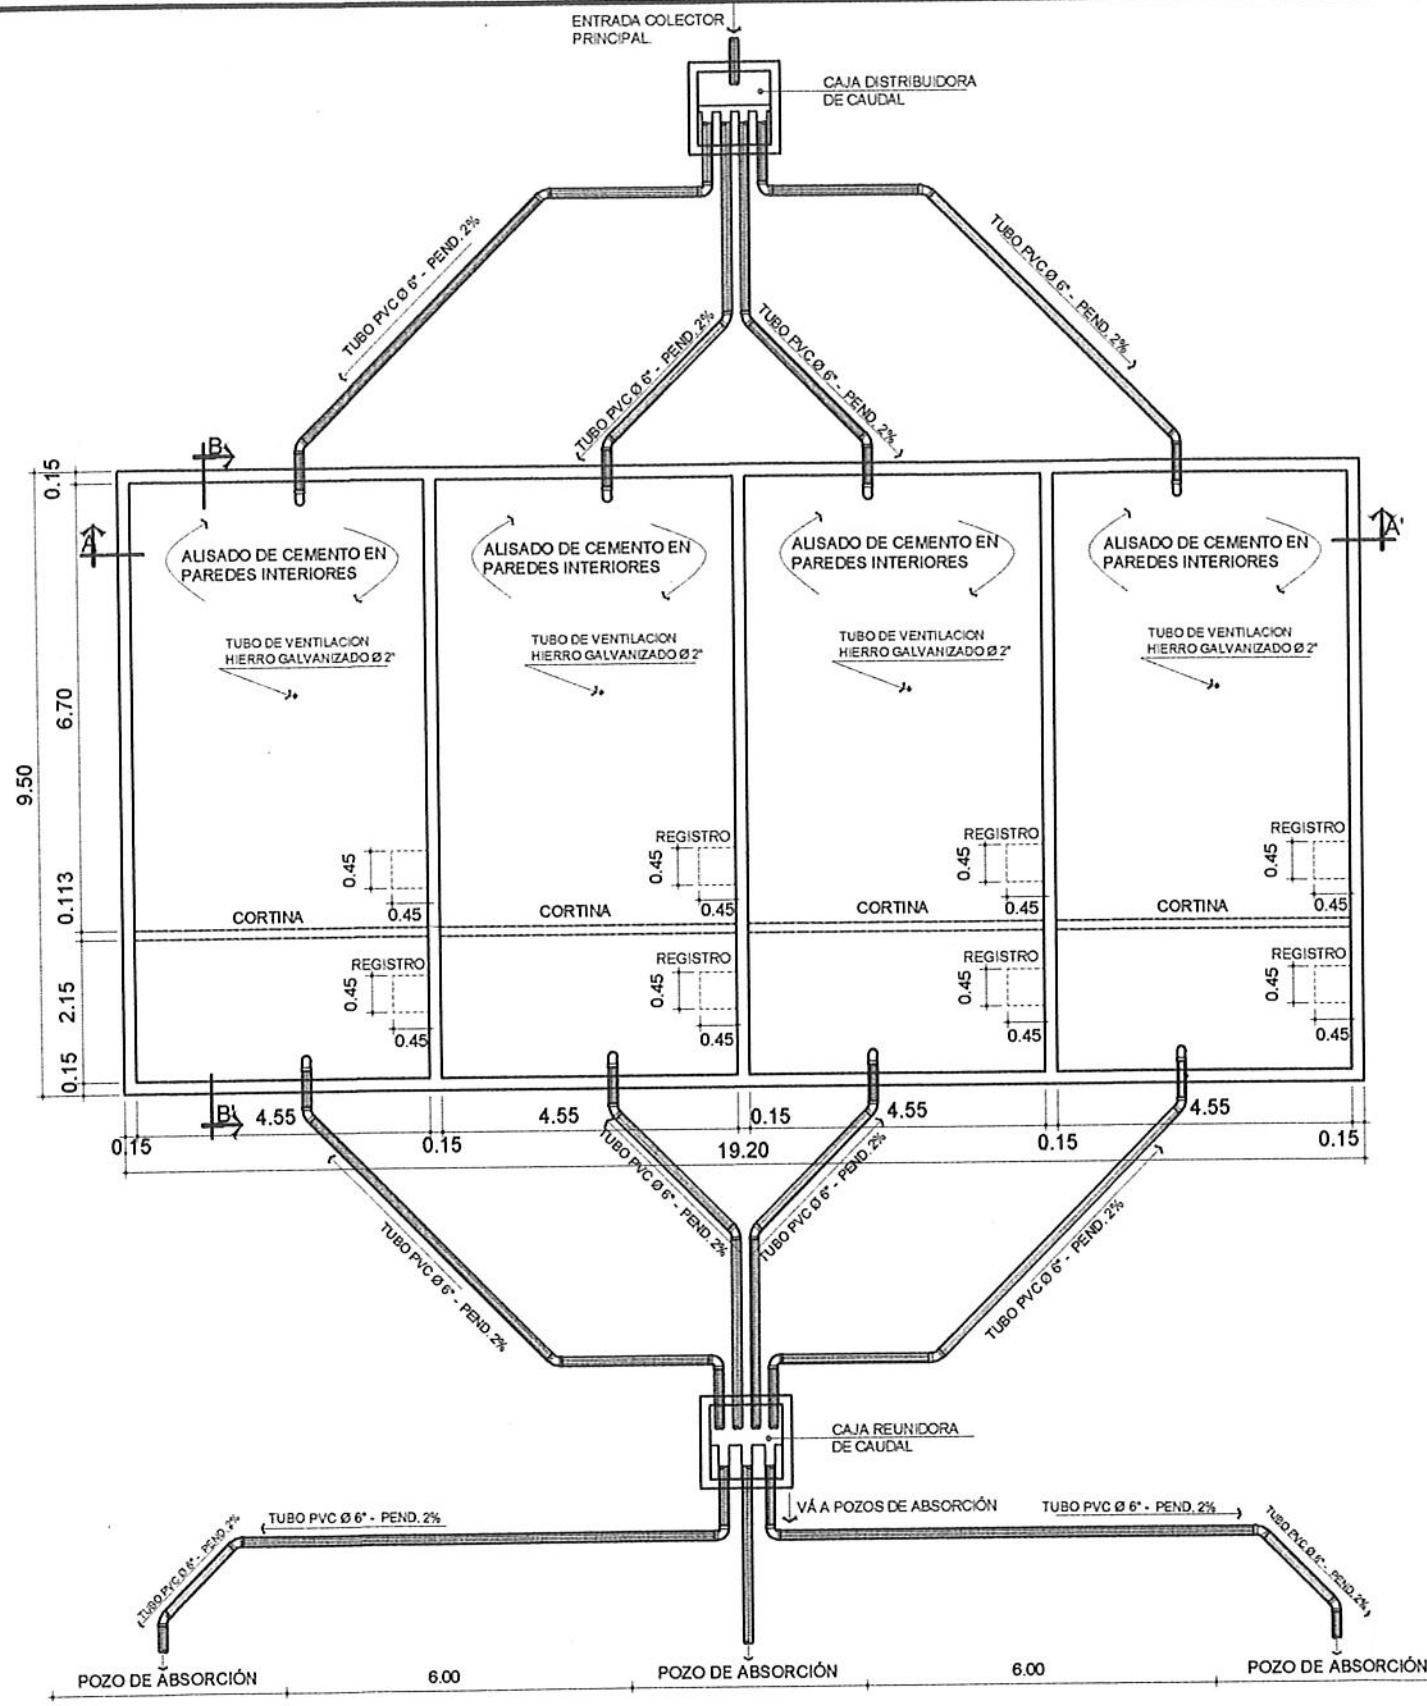 ENTRADA COLECTOR
PRINCIPAL.
CAJA DISTRIBUIDORA
DE CAUDAL
TUBO PVC Ø 6" - PEND. 2%
TUBO PVC Ø 6" - PEND. 2%
TUBO PVC Ø 6" - PEND. 2%
TUBO PVC Ø 6" - PEND. 2%
B
0.15
A
A'
ALISADO DE CEMENTO EN
PAREDES INTERIORES
ALISADO DE CEMENTO EN
PAREDES INTERIORES
ALISADO DE CEMENTO EN
PAREDES INTERIORES
ALISADO DE CEMENTO EN
PAREDES INTERIORES
TUBO DE VENTILACION
HIERRO GALVANIZADO Ø 2"
TUBO DE VENTILACION
HIERRO GALVANIZADO Ø 2"
TUBO DE VENTILACION
HIERRO GALVANIZADO Ø 2"
TUBO DE VENTILACION
HIERRO GALVANIZADO Ø 2"
6.70
9.50
REGISTRO
REGISTRO
REGISTRO
0.45
0.45
0.45
0.45
0.113
CORTINA
0.45
CORTINA
0.45
CORTINA
0.45
CORTINA
0.45
REGISTRO
REGISTRO
REGISTRO
REGISTRO
0.45
0.45
0.45
0.45
2.15
0.45
0.45
0.45
0.45
0.15
B'
4.55
4.55
0.15
4.55
4.55
0.15
0.15
19.20
0.15
0.15
TUBO PVC Ø 6" - PEND. 2%
TUBO PVC Ø 6" - PEND. 2%
TUBO PVC Ø 6" - PEND. 2%
TUBO PVC Ø 6" - PEND. 2%
CAJA REUNIDORA
DE CAUDAL
VÁ A POZOS DE ABSORCIÓN
TUBO PVC Ø 6" - PEND. 2%
TUBO PVC Ø 6" - PEND. 2%
TUBO PVC Ø 6" - PEND. 2%
TUBO PVC Ø 6" - PEND. 2%
POZO DE ABSORCIÓN
6.00
POZO DE ABSORCIÓN
6.00
POZO DE ABSORCIÓN